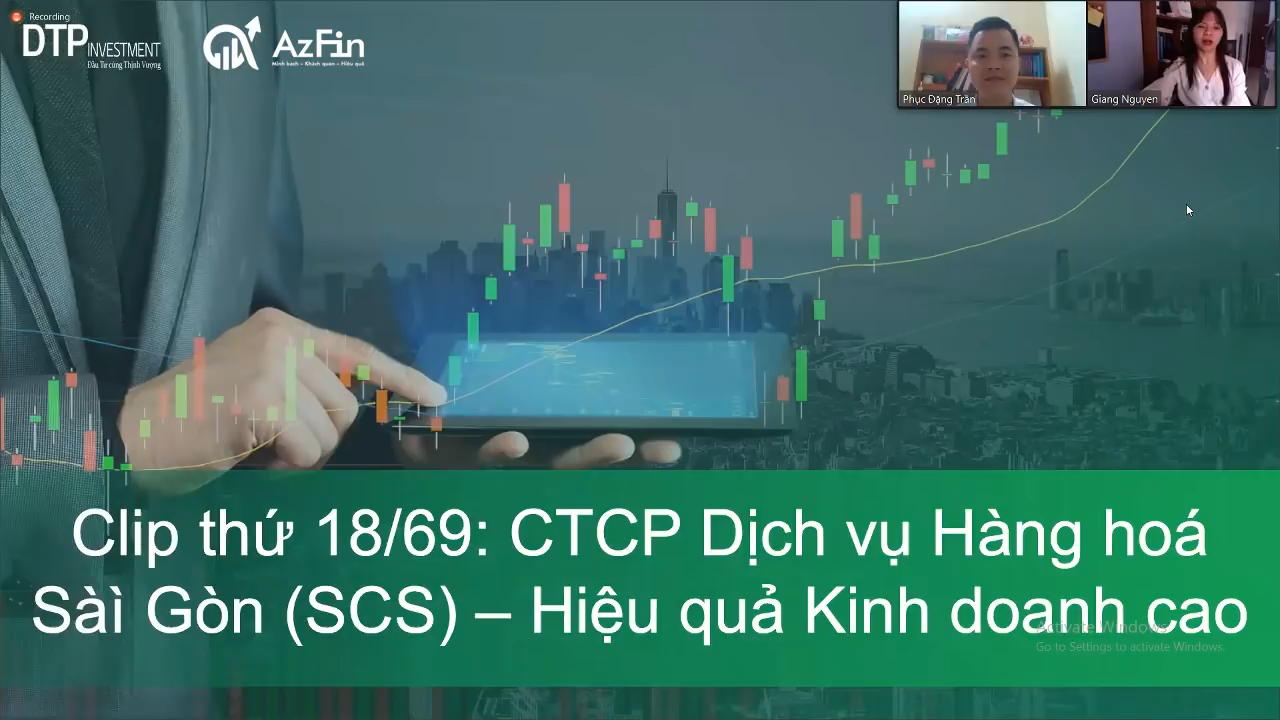 Recording
DTP INVESTMENT
Đầu Tư cùng Thịnh Vượng
AzFin
Minh bạch – Khách quan – Hiệu quả
Phục Đặng Trần
Giang Nguyen
Clip thứ 18/69: CTCP Dịch vụ Hàng hoá
Sài Gòn (SCS) – Hiệu quả Kinh doanh cao
Activate Windows
Go to Settings to activate Windows.